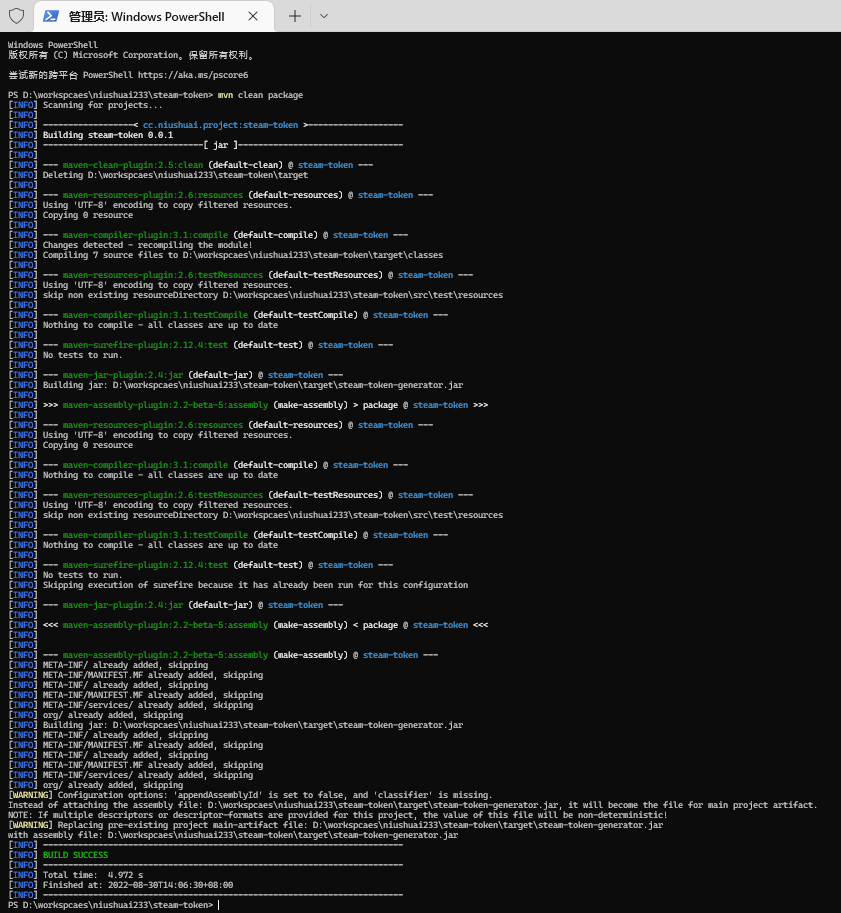 管理员: Windows PowerShell
Windows PowerShell
版权所有 (C) Microsoft Corporation。保留所有权利。
尝试新的跨平台 PowerShell https://aka.ms/pscore6
PS D:\workspcaes\niushuai233\steam-token> mvn clean package
[INFO] Scanning for projects...
[INFO]
[INFO] ------------------< cc.niushuai.project:steam-token >-------------------
[INFO] Building steam-token 0.0.1
[INFO] --------------------------------[ jar ]---------------------------------
[INFO]
[INFO] --- maven-clean-plugin:2.5:clean (default-clean) @ steam-token ---
[INFO] Deleting D:\workspcaes\niushuai233\steam-token\target
[INFO]
[INFO] --- maven-resources-plugin:2.6:resources (default-resources) @ steam-token ---
[INFO] Using 'UTF-8' encoding to copy filtered resources.
[INFO] Copying 0 resource
[INFO]
[INFO] --- maven-compiler-plugin:3.1:compile (default-compile) @ steam-token ---
[INFO] Changes detected - recompiling the module!
[INFO] Compiling 7 source files to D:\workspcaes\niushuai233\steam-token\target\classes
[INFO]
[INFO] --- maven-resources-plugin:2.6:testResources (default-testResources) @ steam-token ---
[INFO] Using 'UTF-8' encoding to copy filtered resources.
[INFO] skip non existing resourceDirectory D:\workspcaes\niushuai233\steam-token\src\test\resources
[INFO]
[INFO] --- maven-compiler-plugin:3.1:testCompile (default-testCompile) @ steam-token ---
[INFO] Nothing to compile - all classes are up to date
[INFO]
[INFO] --- maven-surefire-plugin:2.12.4:test (default-test) @ steam-token ---
[INFO] No tests to run.
[INFO]
[INFO] --- maven-jar-plugin:2.4:jar (default-jar) @ steam-token ---
[INFO] Building jar: D:\workspcaes\niushuai233\steam-token\target\steam-token-generator.jar
[INFO]
[INFO] >>> maven-assembly-plugin:2.2-beta-5:assembly (make-assembly) > package @ steam-token >>>
[INFO]
[INFO] --- maven-resources-plugin:2.6:resources (default-resources) @ steam-token ---
[INFO] Using 'UTF-8' encoding to copy filtered resources.
[INFO] Copying 0 resource
[INFO]
[INFO] --- maven-compiler-plugin:3.1:compile (default-compile) @ steam-token ---
[INFO] Nothing to compile - all classes are up to date
[INFO]
[INFO] --- maven-resources-plugin:2.6:testResources (default-testResources) @ steam-token ---
[INFO] Using 'UTF-8' encoding to copy filtered resources.
[INFO] skip non existing resourceDirectory D:\workspcaes\niushuai233\steam-token\src\test\resources
[INFO]
[INFO] --- maven-compiler-plugin:3.1:testCompile (default-testCompile) @ steam-token ---
[INFO] Nothing to compile - all classes are up to date
[INFO]
[INFO] --- maven-surefire-plugin:2.12.4:test (default-test) @ steam-token ---
[INFO] No tests to run.
[INFO] Skipping execution of surefire because it has already been run for this configuration
[INFO]
[INFO] --- maven-jar-plugin:2.4:jar (default-jar) @ steam-token ---
[INFO]
[INFO] <<< maven-assembly-plugin:2.2-beta-5:assembly (make-assembly) < package @ steam-token <<<
[INFO]
[INFO]
[INFO] --- maven-assembly-plugin:2.2-beta-5:assembly (make-assembly) @ steam-token ---
[INFO] META-INF/ already added, skipping
[INFO] META-INF/MANIFEST.MF already added, skipping
[INFO] META-INF/ already added, skipping
[INFO] META-INF/MANIFEST.MF already added, skipping
[INFO] META-INF/services/ already added, skipping
[INFO] org/ already added, skipping
[INFO] Building jar: D:\workspcaes\niushuai233\steam-token\target\steam-token-generator.jar
[INFO] META-INF/ already added, skipping
[INFO] META-INF/MANIFEST.MF already added, skipping
[INFO] META-INF/ already added, skipping
[INFO] META-INF/MANIFEST.MF already added, skipping
[INFO] META-INF/services/ already added, skipping
[INFO] org/ already added, skipping
[WARNING] Configuration options: 'appendAssemblyId' is set to false, and 'classifier' is missing.
Instead of attaching the assembly file: D:\workspcaes\niushuai233\steam-token\target\steam-token-generator.jar, it will become the file for main project artifact.
NOTE: If multiple descriptors or descriptor-formats are provided for this project, the value of this file will be non-deterministic!
[WARNING] Replacing pre-existing project main-artifact file: D:\workspcaes\niushuai233\steam-token\target\steam-token-generator.jar
with assembly file: D:\workspcaes\niushuai233\steam-token\target\steam-token-generator.jar
[INFO] ------------------------------------------------------------------------
[INFO] BUILD SUCCESS
[INFO] ------------------------------------------------------------------------
[INFO] Total time:  4.972 s
[INFO] Finished at: 2022-08-30T14:06:30+08:00
[INFO] ------------------------------------------------------------------------
PS D:\workspcaes\niushuai233\steam-token>